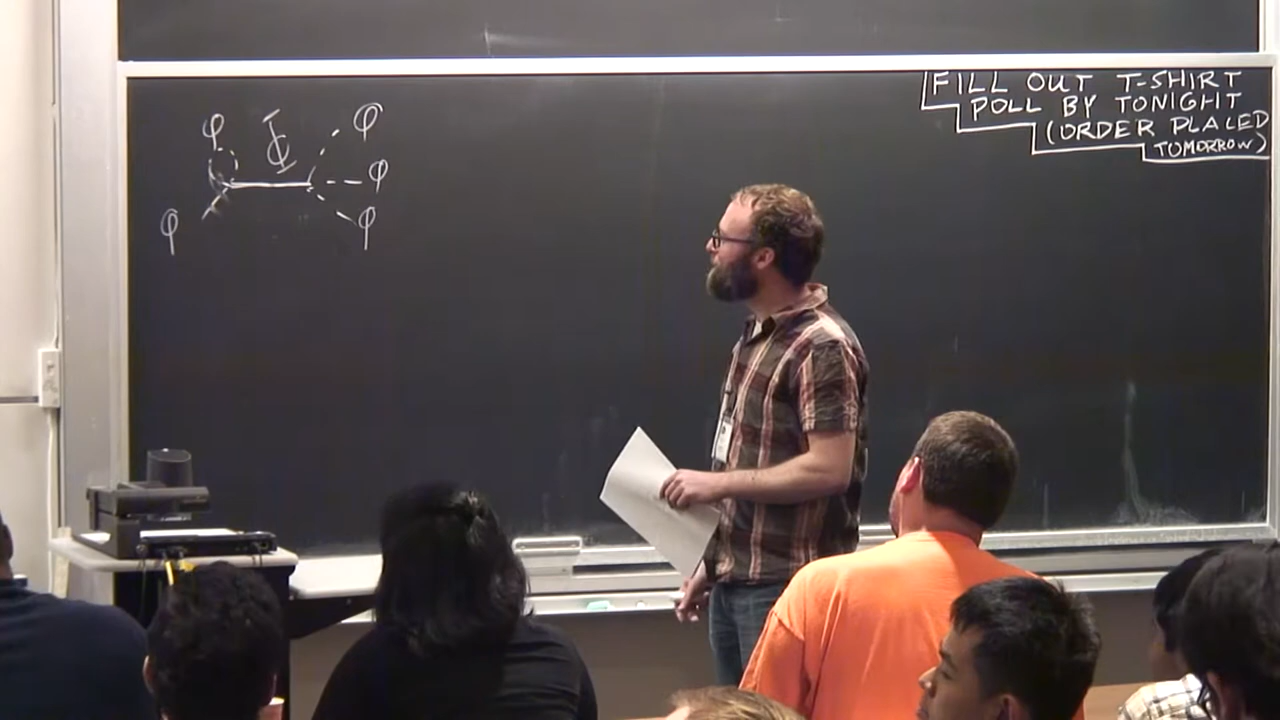 φ Φ φ
φ
φ φ
FILL OUT T-SHIRT
POLL BY TONIGHT
(ORDER PLACED
TOMORROW)